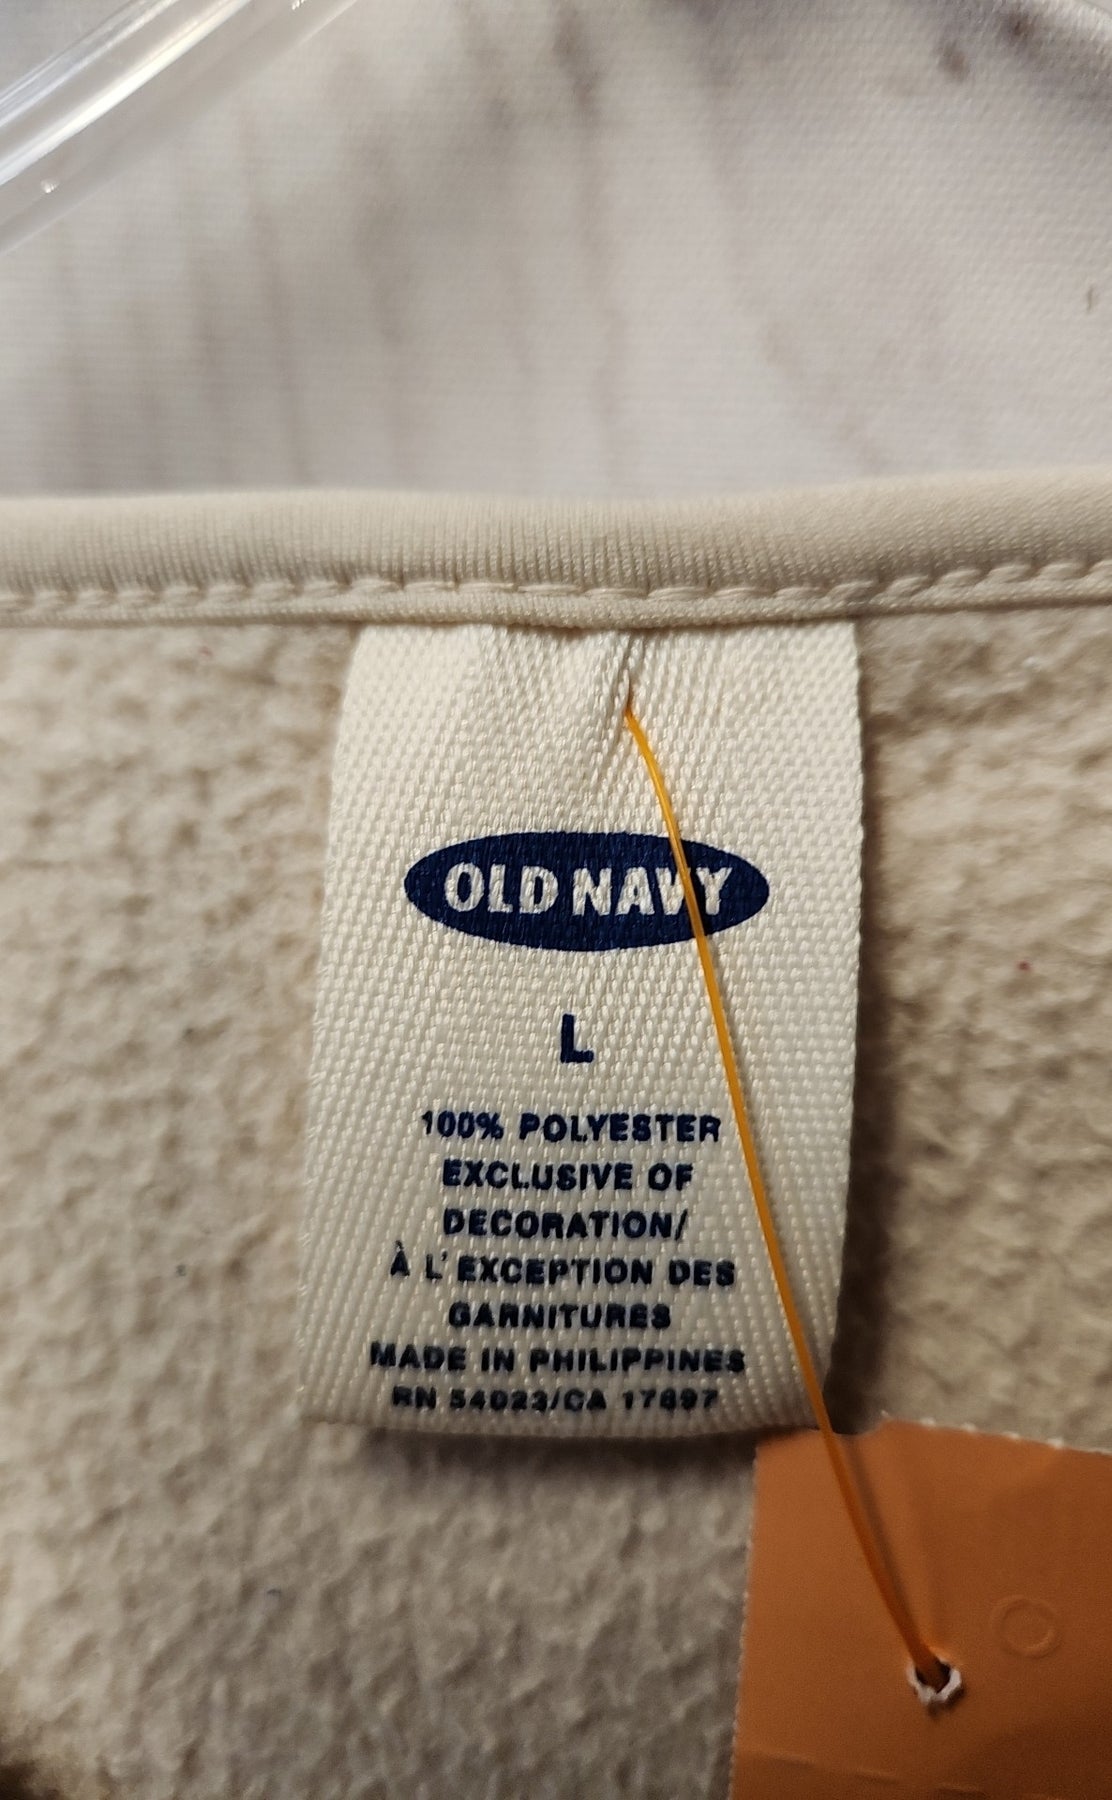 OLD NAVY
L
100% POLYESTER
EXCLUSIVE OF
DECORATION/
À L'EXCEPTION DES
GARNITURES
MADE IN PHILIPPINES
RN 54023/CA 17897